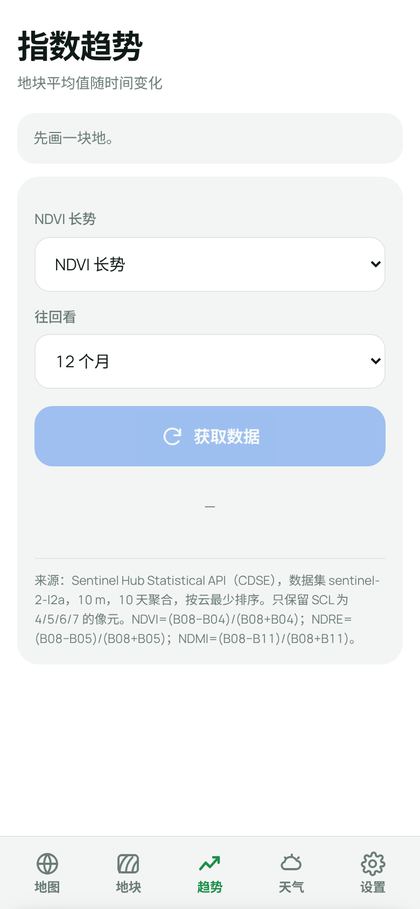 指数趋势
地块平均值随时间变化
先画一块地。
NDVI 长势
NDVI 长势
往回看
12 个月
获取数据
—
来源：Sentinel Hub Statistical API（CDSE），数据集 sentinel-
2-l2a，10 m，10 天聚合，按云最少排序。只保留 SCL 为
4/5/6/7 的像元。NDVI=(B08−B04)/(B08+B04)；NDRE=
(B08−B05)/(B08+B05)；NDMI=(B08−B11)/(B08+B11)。
地图 地块 趋势 天气 设置